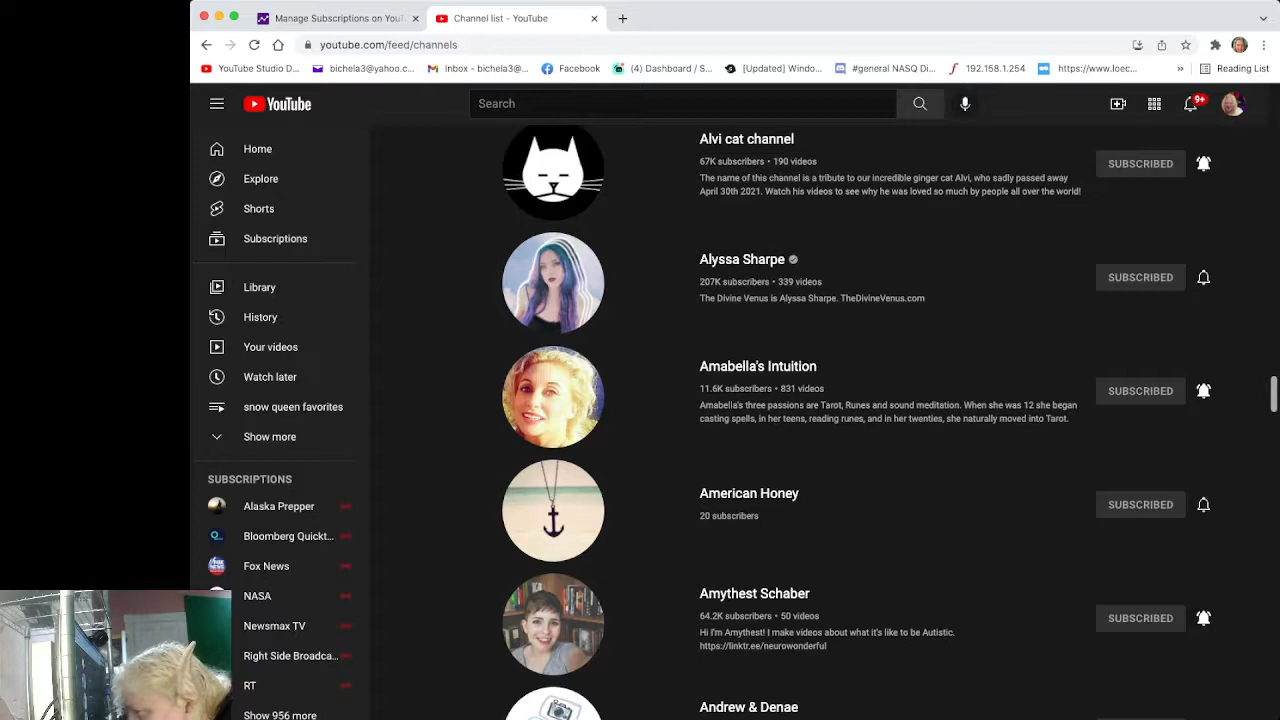 Manage Subscriptions on YouT
Channel list - YouTube
youtube.com/feed/channels
YouTube Studio D...
bichela3@yahoo.c...
Inbox - bichela3@...
Facebook
(4) Dashboard / S...
[Updated] Windo...
#general NASQ Di...
192.158.1.254
https://www.loec...
»
Reading List
YouTube
Search
9+
Home
Explore
Shorts
Subscriptions
Library
History
Your videos
Watch later
snow queen favorites
Show more
SUBSCRIPTIONS
Alaska Prepper
Bloomberg Quickt...
Fox News
NASA
Newsmax TV
Right Side Broadca...
RT
Show 956 more
Alvi cat channel
67K subscribers • 190 videos
The name of this channel is a tribute to our incredible ginger cat Alvi, who sadly passed away
April 30th 2021. Watch his videos to see why he was loved so much by people all over the world!
SUBSCRIBED
Alyssa Sharpe
207K subscribers • 339 videos
The Divine Venus is Alyssa Sharpe. TheDivineVenus.com
SUBSCRIBED
Amabella's Intuition
11.6K subscribers • 831 videos
Amabella's three passions are Tarot, Runes and sound meditation. When she was 12 she began
casting spells, in her teens, reading runes, and in her twenties, she naturally moved into Tarot.
SUBSCRIBED
American Honey
20 subscribers
SUBSCRIBED
Amythest Schaber
64.2K subscribers • 50 videos
Hi I'm Amythest! I make videos about what it's like to be Autistic.
https://linktr.ee/neurowonderful
SUBSCRIBED
Andrew & Denae